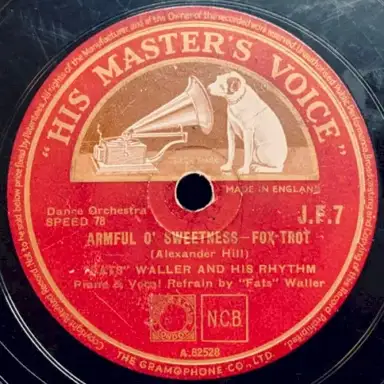 "HIS MASTER'S VOICE"
MADE IN ENGLAND
Dance Orchestra
SPEED 78
J.F.7
ARMFUL O' SWEETNESS—FOX-TROT
(Alexander Hill)
"FATS" WALLER AND HIS RHYTHM
Piano & Vocal Refrain by "Fats" Waller
N.C.B.
A.82528
THE GRAMOPHONE CO., LTD.